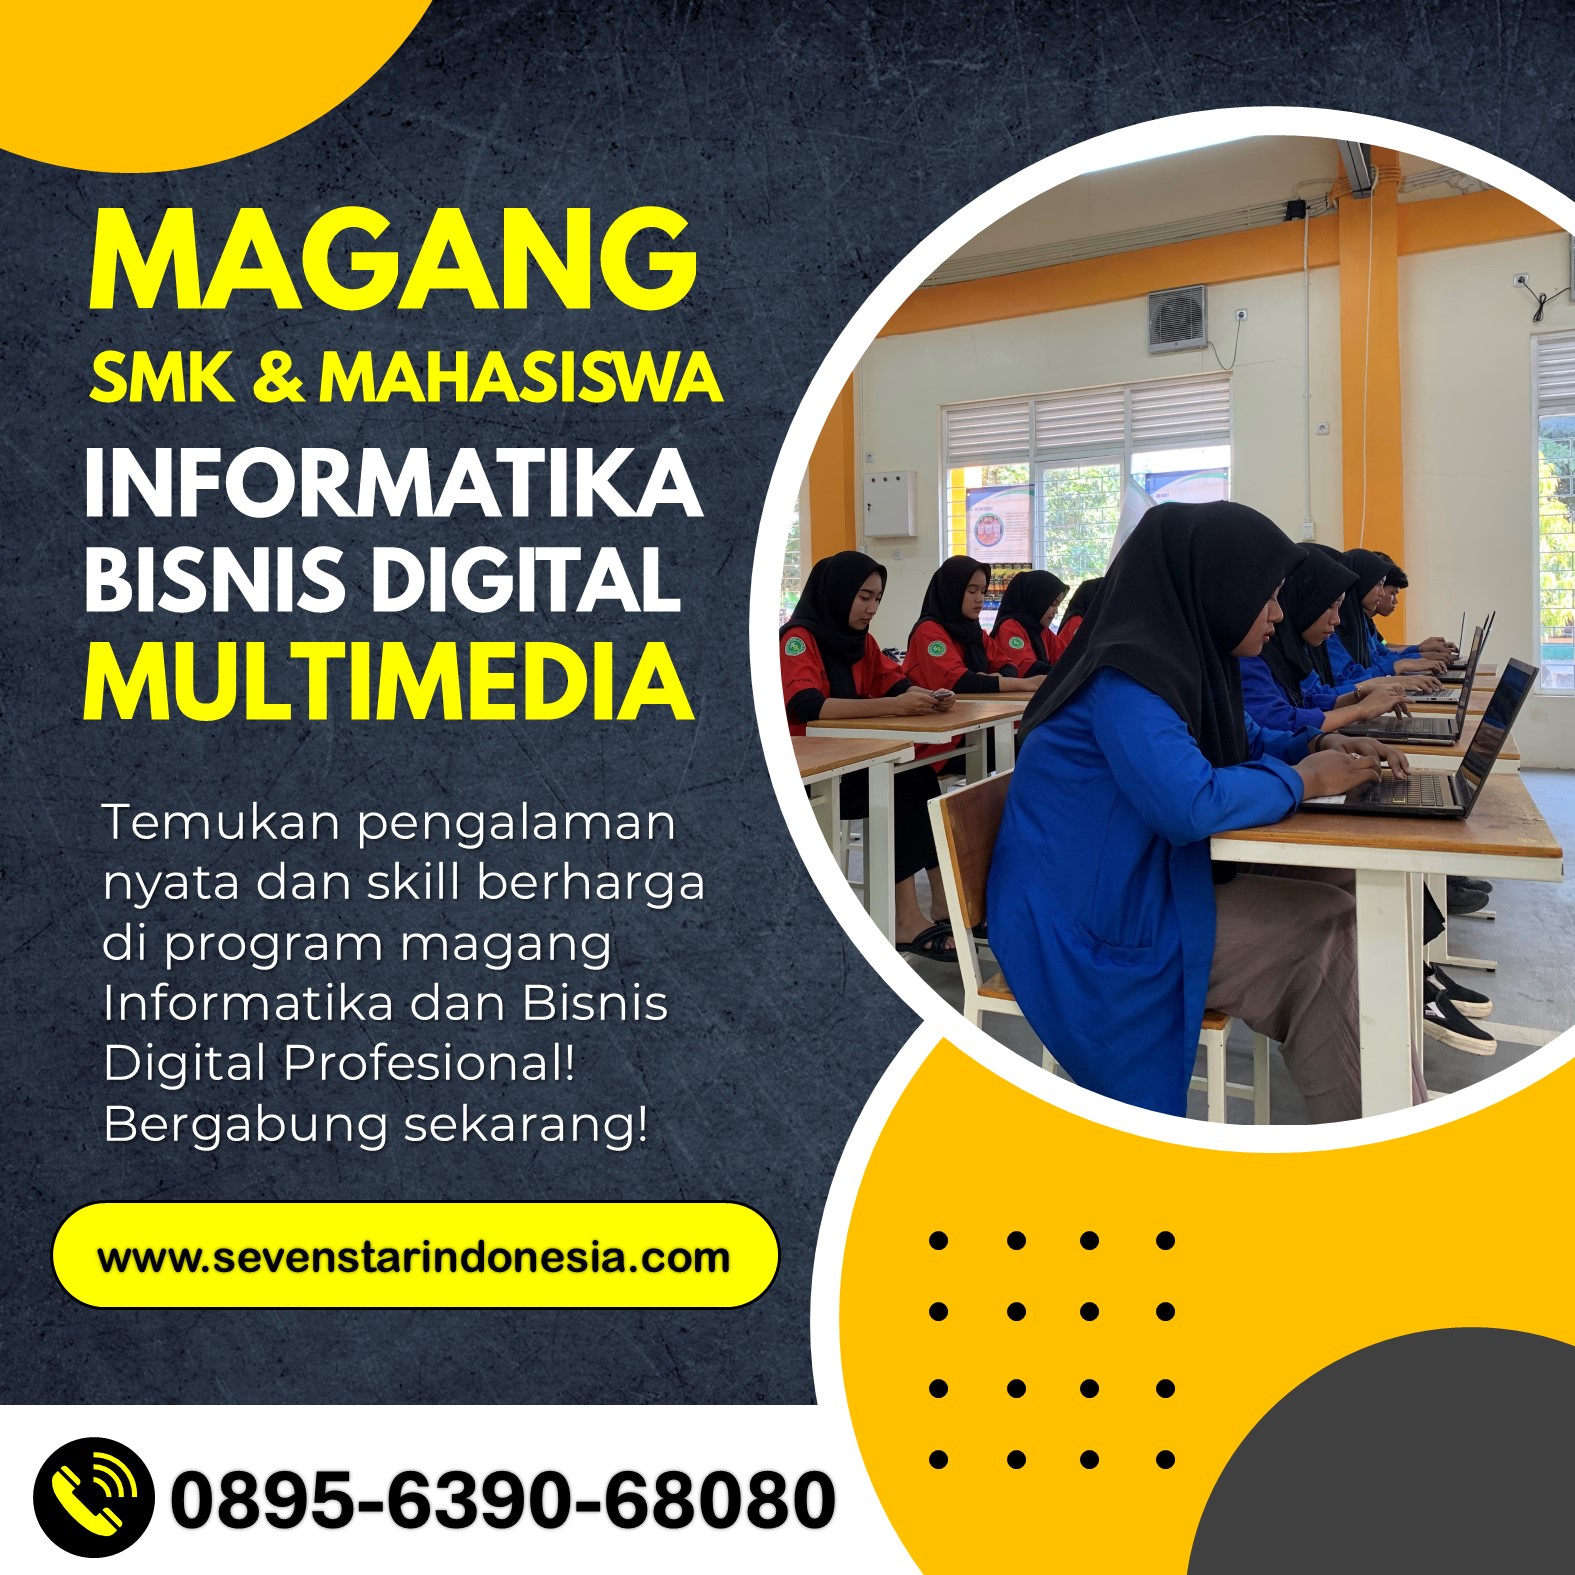 MAGANG
SMK & MAHASISWA
INFORMATIKA
BISNIS DIGITAL
MULTIMEDIA
Temukan pengalaman
nyata dan skill berharga
di program magang
Informatika dan Bisnis
Digital Profesional!
Bergabung sekarang!
www.sevenstarindonesia.com
0895-6390-68080